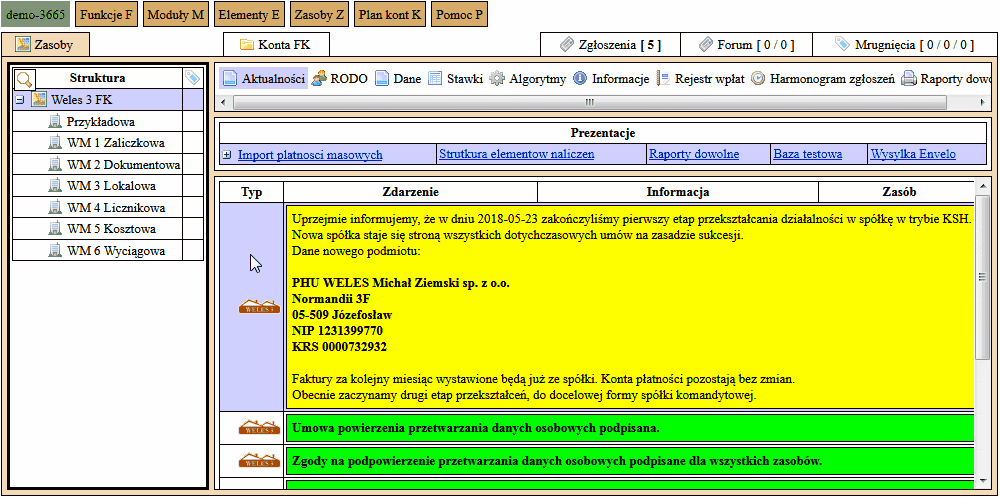 demo-3665 Funkcje F Moduły M Elementy E Zasoby Z Plan kont K Pomoc P
Zasoby Konta FK Zgłoszenia [ 5 ] Forum [ 0 / 0 ] Mrugnięcia [ 0 / 0 / 0 ]
Struktura
Weles 3 FK
Przykładowa
WM 1 Zaliczkowa
WM 2 Dokumentowa
WM 3 Lokalowa
WM 4 Licznikowa
WM 5 Kosztowa
WM 6 Wyciągowa
Aktualności RODO Dane Stawki Algorytmy Informacje Rejestr wpłat Harmonogram zgłoszeń Raporty dowo
Prezentacje
Import platnosci masowych Strutkura elementow naliczen Raporty dowolne Baza testowa Wysylka Envelo
Typ Zdarzenie Informacja Zasób
Uprzejmie informujemy, że w dniu 2018-05-23 zakończyliśmy pierwszy etap przekształcania działalności w spółkę w trybie KSH.
Nowa spółka staje się stroną wszystkich dotychczasowych umów na zasadzie sukcesji.
Dane nowego podmiotu:
PHU WELES Michał Ziemski sp. z o.o.
Normandii 3F
05-509 Józefosław
NIP 1231399770
KRS 0000732932
Faktury za kolejny miesiąc wystawione będą już ze spółki. Konta płatności pozostają bez zmian.
Obecnie zaczynamy drugi etap przekształceń, do docelowej formy spółki komandytowej.
WELES 3
WELES 3 Umowa powierzenia przetwarzania danych osobowych podpisana.
WELES 3 Zgody na podpowierzenie przetwarzania danych osobowych podpisane dla wszystkich zasobów.